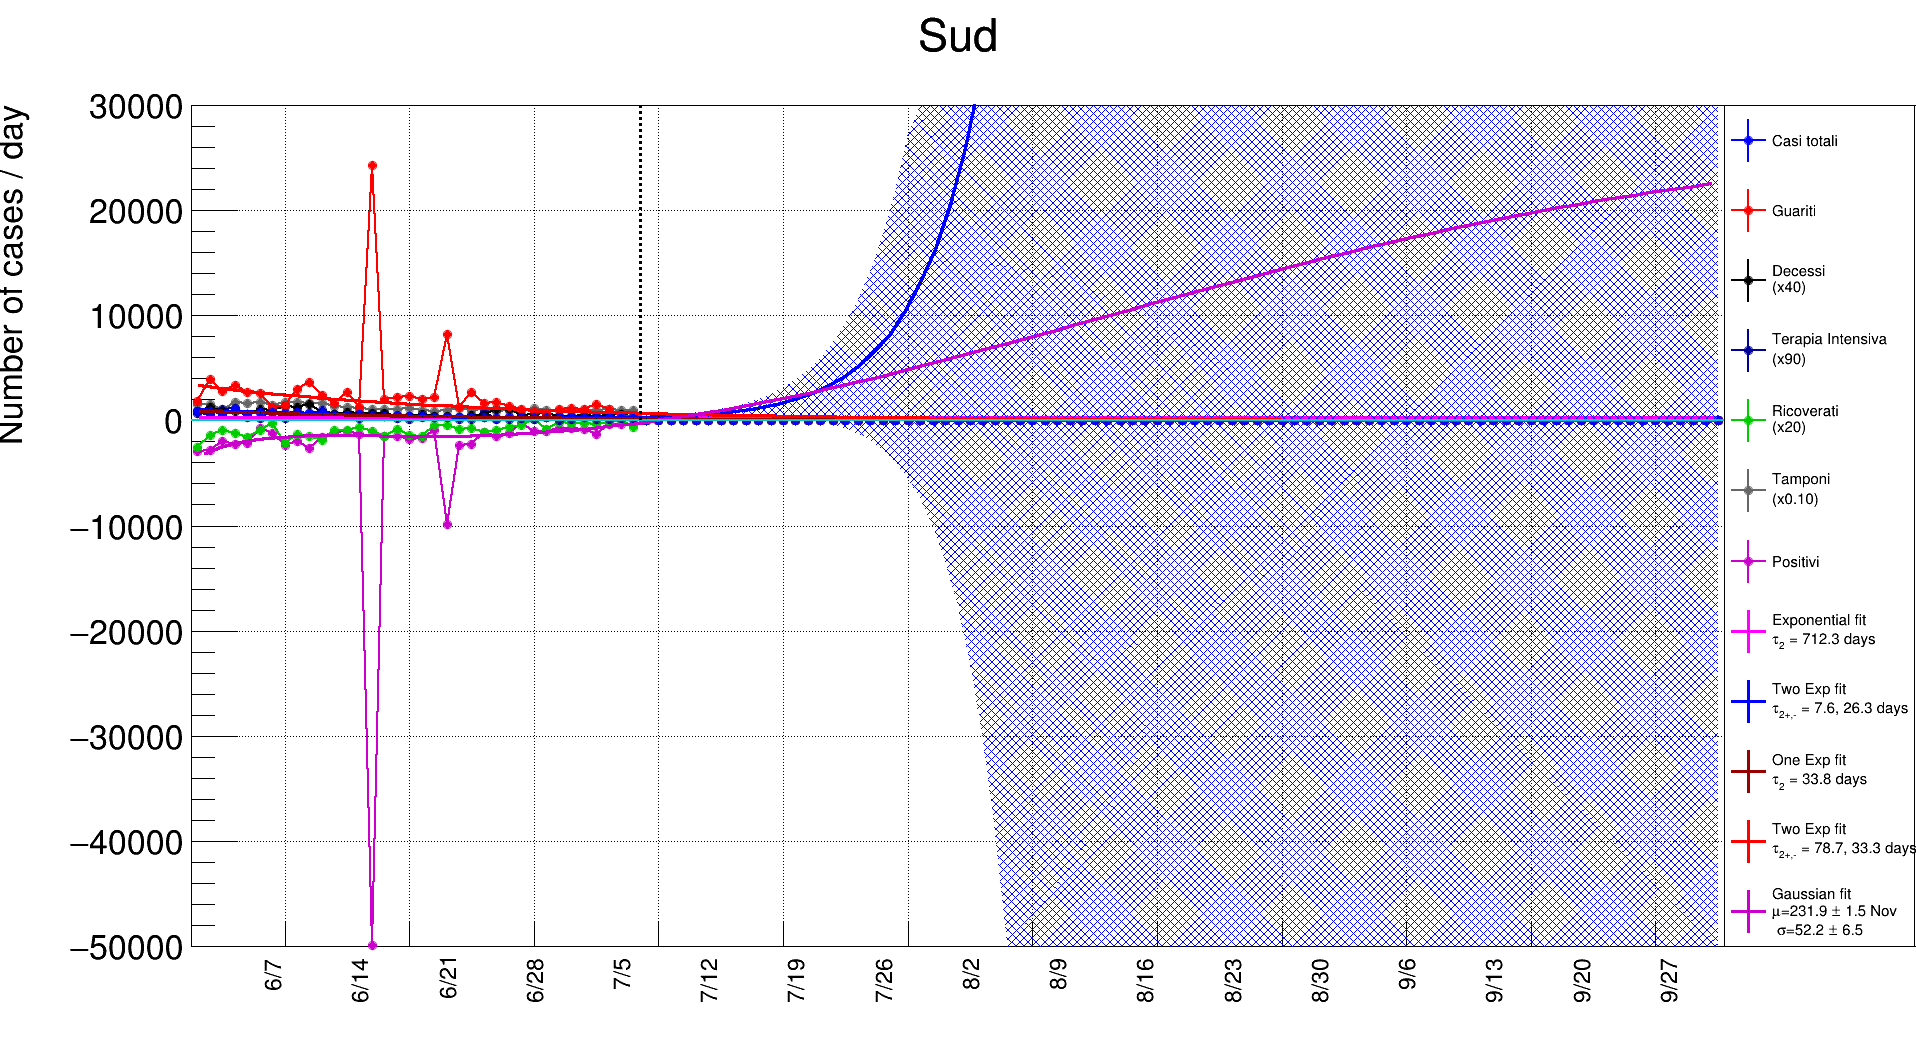 Sud
Number of cases / day
30000
20000
10000
0
−10000
−20000
−30000
−40000
−50000
6/7
6/14
6/21
6/28
7/5
7/12
7/19
7/26
8/2
8/9
8/16
8/23
8/30
9/6
9/13
9/20
9/27
Casi totali
Guariti
Decessi
(x40)
Terapia Intensiva
(x90)
Ricoverati
(x20)
Tamponi
(x0.10)
Positivi
Exponential fit
τ2 = 712.3 days
Two Exp fit
τ2+,- = 7.6, 26.3 days
One Exp fit
τ2 = 33.8 days
Two Exp fit
τ2+,- = 78.7, 33.3 days
Gaussian fit
μ=231.9 ± 1.5 Nov
σ=52.2 ± 6.5